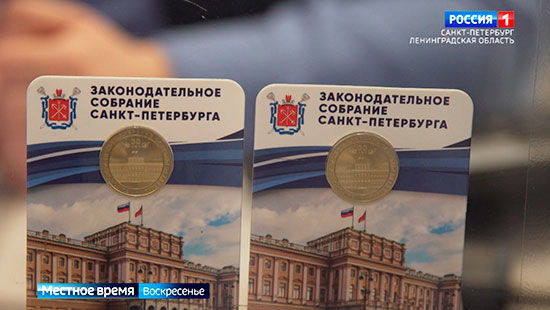 РОССИЯ 1
САНКТ-ПЕТЕРБУРГ
ЛЕНИНГРАДСКАЯ ОБЛАСТЬ
ЗАКОНОДАТЕЛЬНОЕ
СОБРАНИЕ
САНКТ-ПЕТЕРБУРГА
ЗАКОНОДАТЕЛЬНОЕ
СОБРАНИЕ
САНКТ-ПЕТЕРБУРГА
Местное время Воскресенье